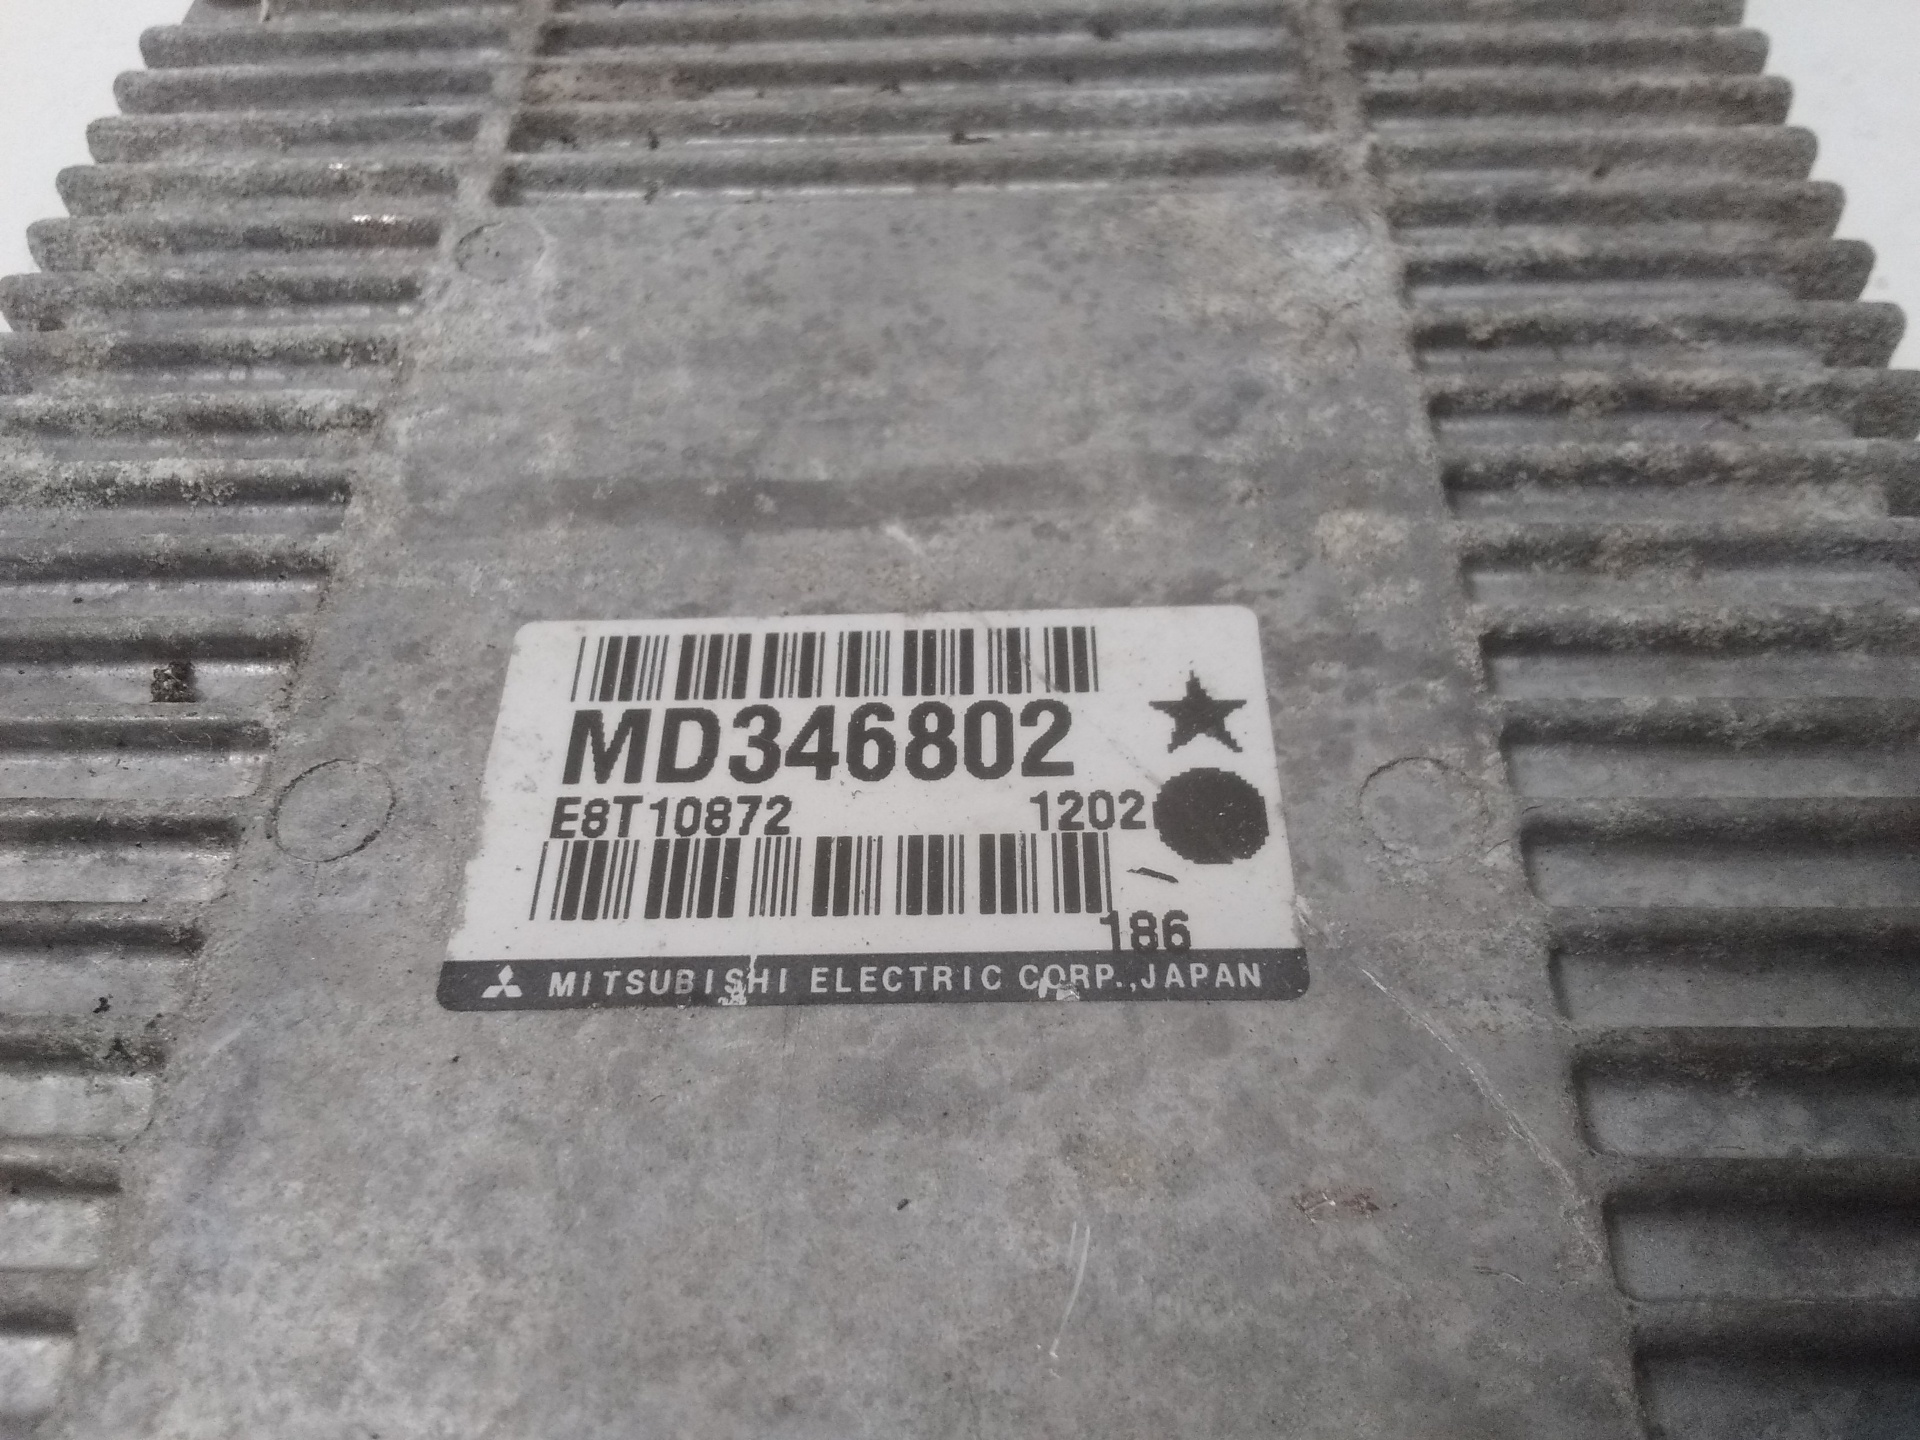 MD346802
E8T10872 1202
186
MITSUBISHI ELECTRIC CORP., JAPAN